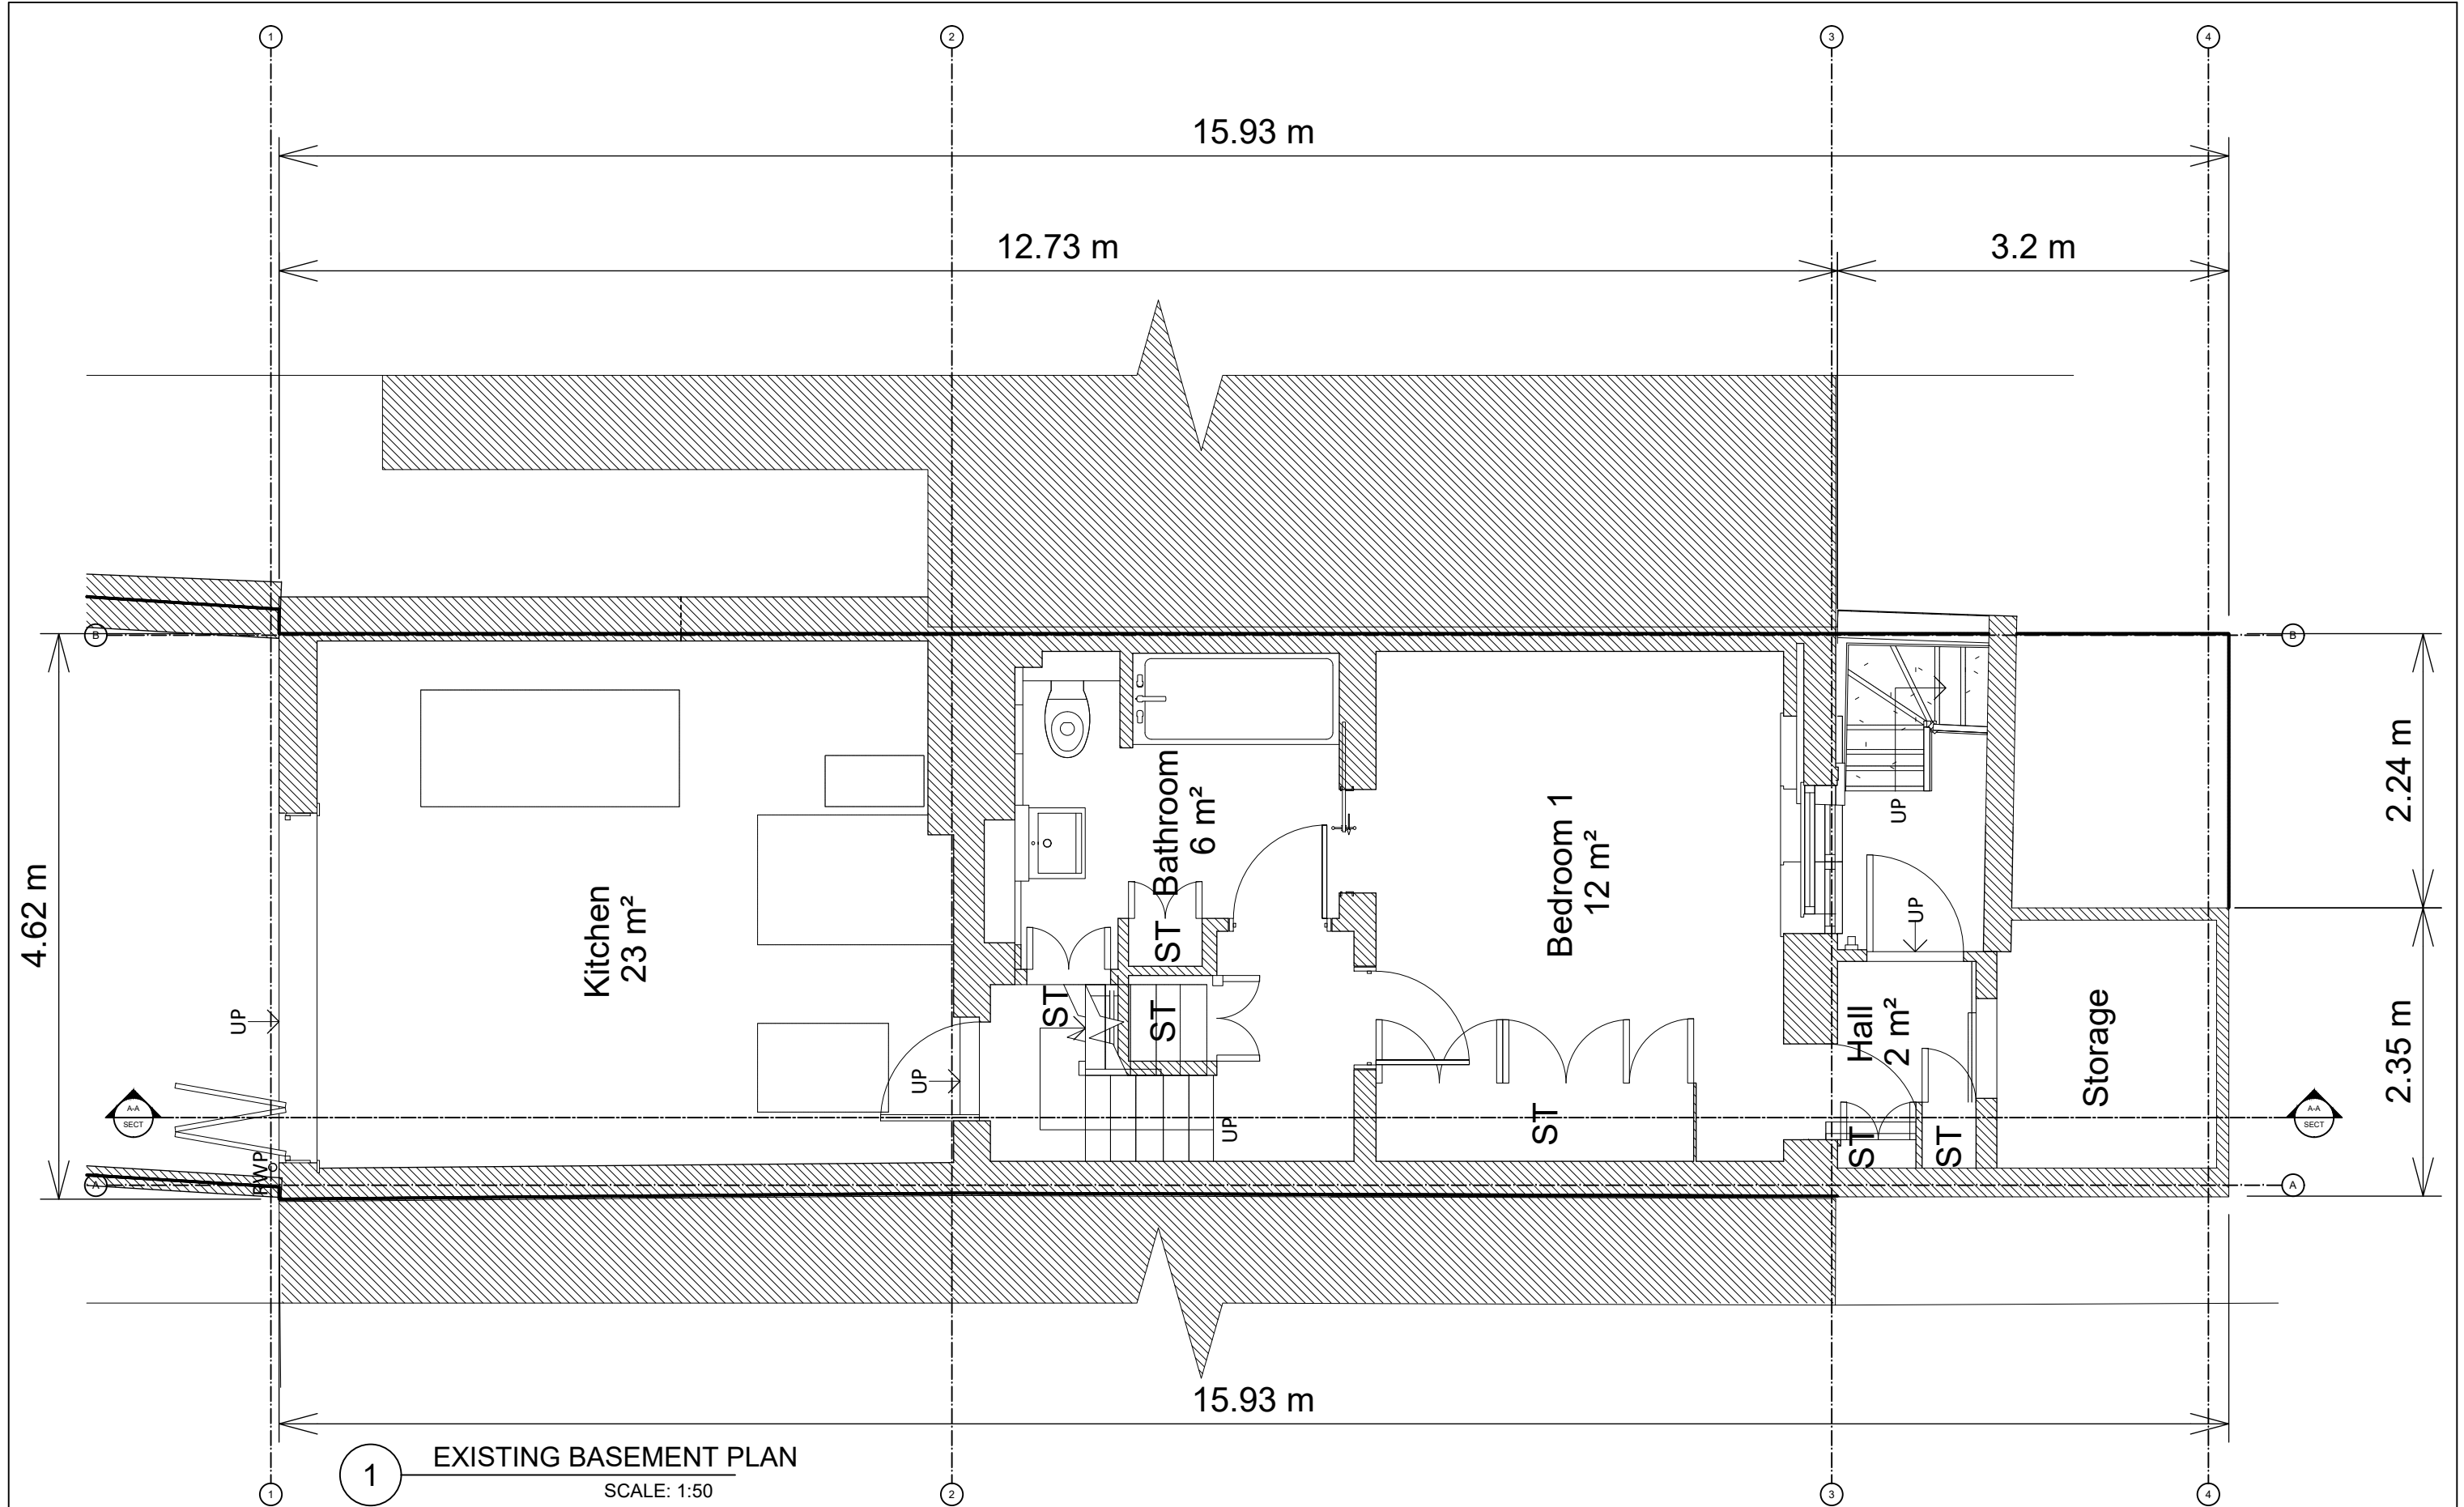 1
2
3
4
15.93 m
12.73 m
3.2 m
B
B
4.62 m
2.24 m
2.35 m
Kitchen
23 m²
Bathroom
6 m²
Bedroom 1
12 m²
Hall
2 m²
Storage
ST
ST
ST
ST
ST
ST
UP
UP
UP
UP
UP
RWP
A-A
SECT
A-A
SECT
A
A
15.93 m
1
EXISTING BASEMENT PLAN
SCALE: 1:50
1
2
3
4